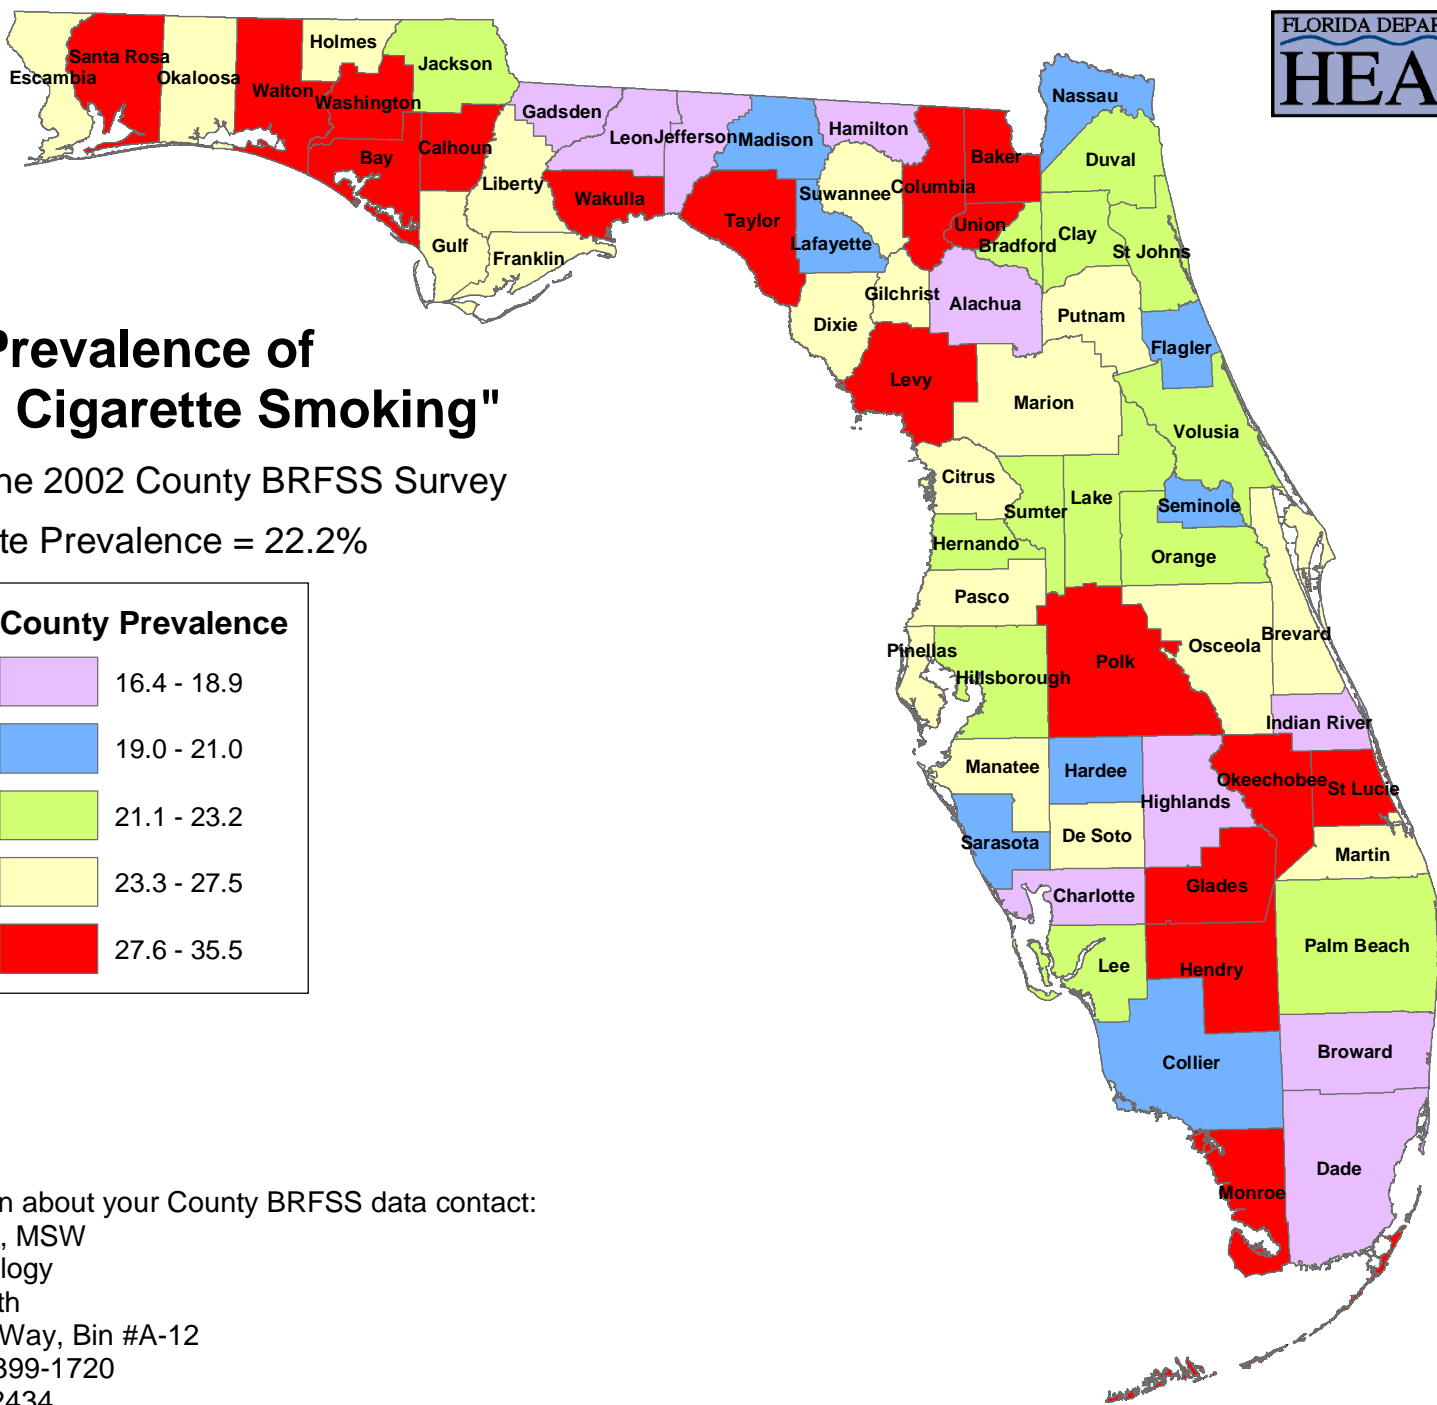 FLORIDA DEPAR
HEA
Holmes
Santa Rosa
Jackson
Escambia
Okaloosa
Walton
Washington
Gadsden
Nassau
Leon
Jefferson
Madison
Hamilton
Calhoun
Bay
Baker
Duval
Liberty
Suwannee
Columbia
Wakulla
Taylor
Union
Clay
Lafayette
Bradford
St Johns
Gulf
Franklin
Gilchrist
Alachua
Putnam
Dixie
Flagler
Prevalence of
Levy
Cigarette Smoking"
Marion
Volusia
ne 2002 County BRFSS Survey
Citrus
Lake
Seminole
Sumter
te Prevalence = 22.2%
Hernando
Orange
Pasco
County Prevalence
Brevard
Osceola
Pinellas
Polk
Hillsborough
16.4 - 18.9
Indian River
19.0 - 21.0
Manatee
Hardee
Okeechobee
St Lucie
Highlands
21.1 - 23.2
De Soto
Sarasota
Martin
23.3 - 27.5
Glades
Charlotte
27.6 - 35.5
Palm Beach
Lee
Hendry
Broward
Collier
Dade
Monroe
n about your County BRFSS data contact:
, MSW
logy
th
Way, Bin #A-12
399-1720
2434